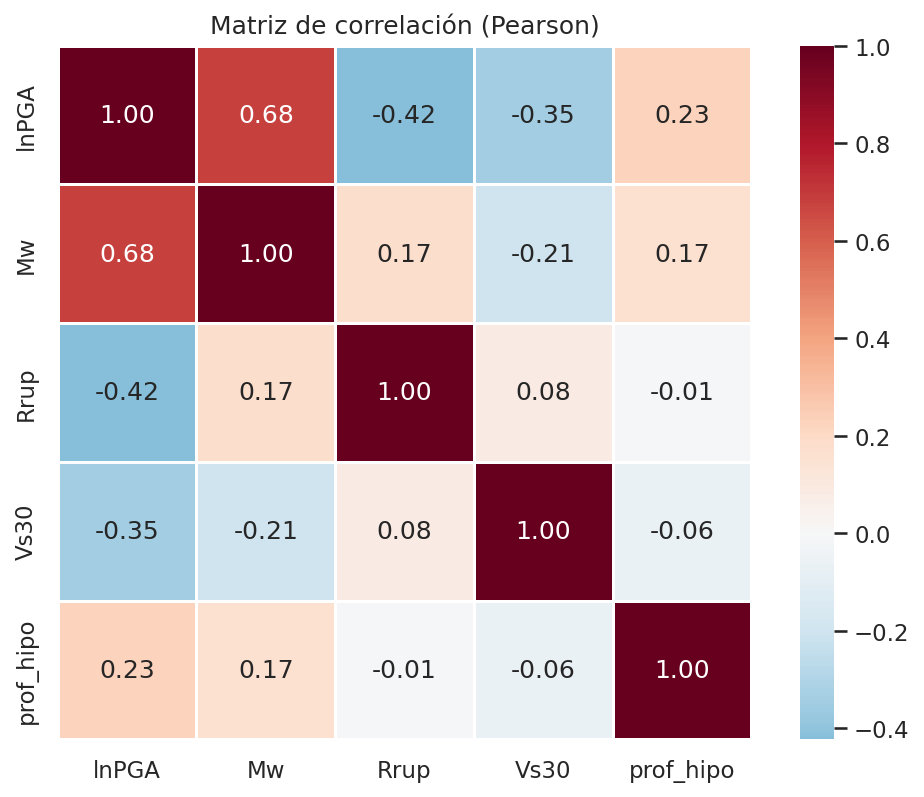 Matriz de correlación (Pearson)
lnPGA 1.00 0.68 -0.42 -0.35 0.23
Mw 0.68 1.00 0.17 -0.21 0.17
Rrup -0.42 0.17 1.00 0.08 -0.01
Vs30 -0.35 -0.21 0.08 1.00 -0.06
prof_hipo 0.23 0.17 -0.01 -0.06 1.00
lnPGA Mw Rrup Vs30 prof_hipo
1.0
0.8
0.6
0.4
0.2
0.0
−0.2
−0.4